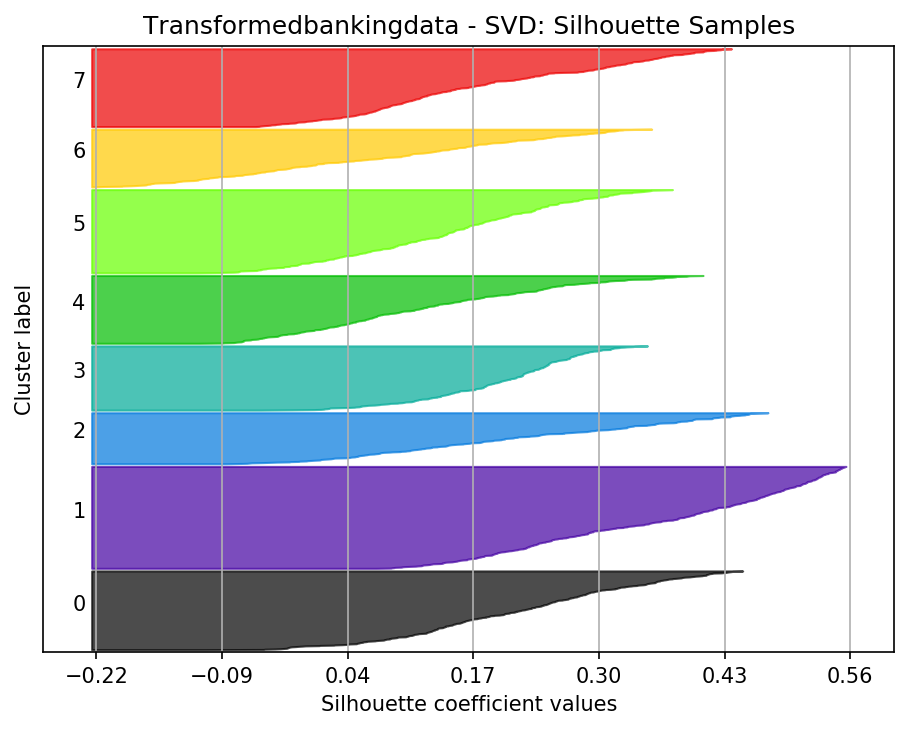 Transformedbankingdata - SVD: Silhouette Samples
7
6
5
4
3
2
1
0
Cluster label
−0.22 −0.09 0.04 0.17 0.30 0.43 0.56
Silhouette coefficient values